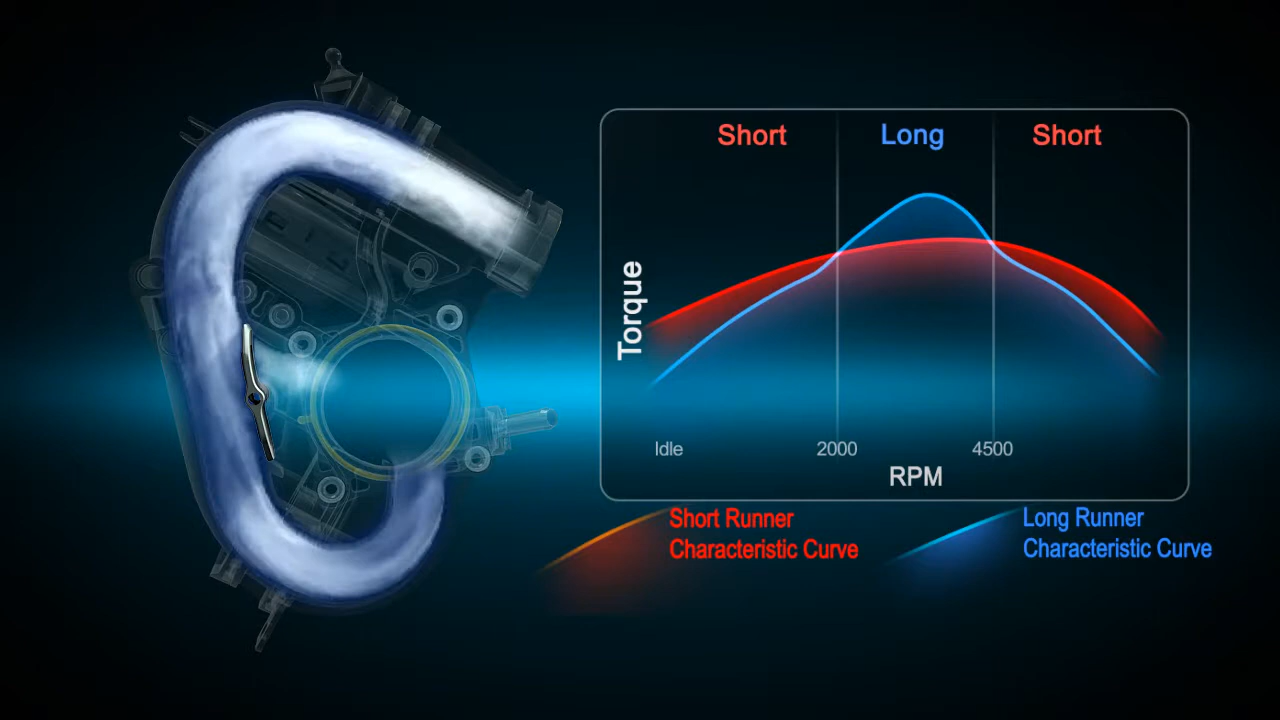 Short Long Short
Torque
Idle 2000 4500
RPM
Short Runner
Characteristic Curve
Long Runner
Characteristic Curve